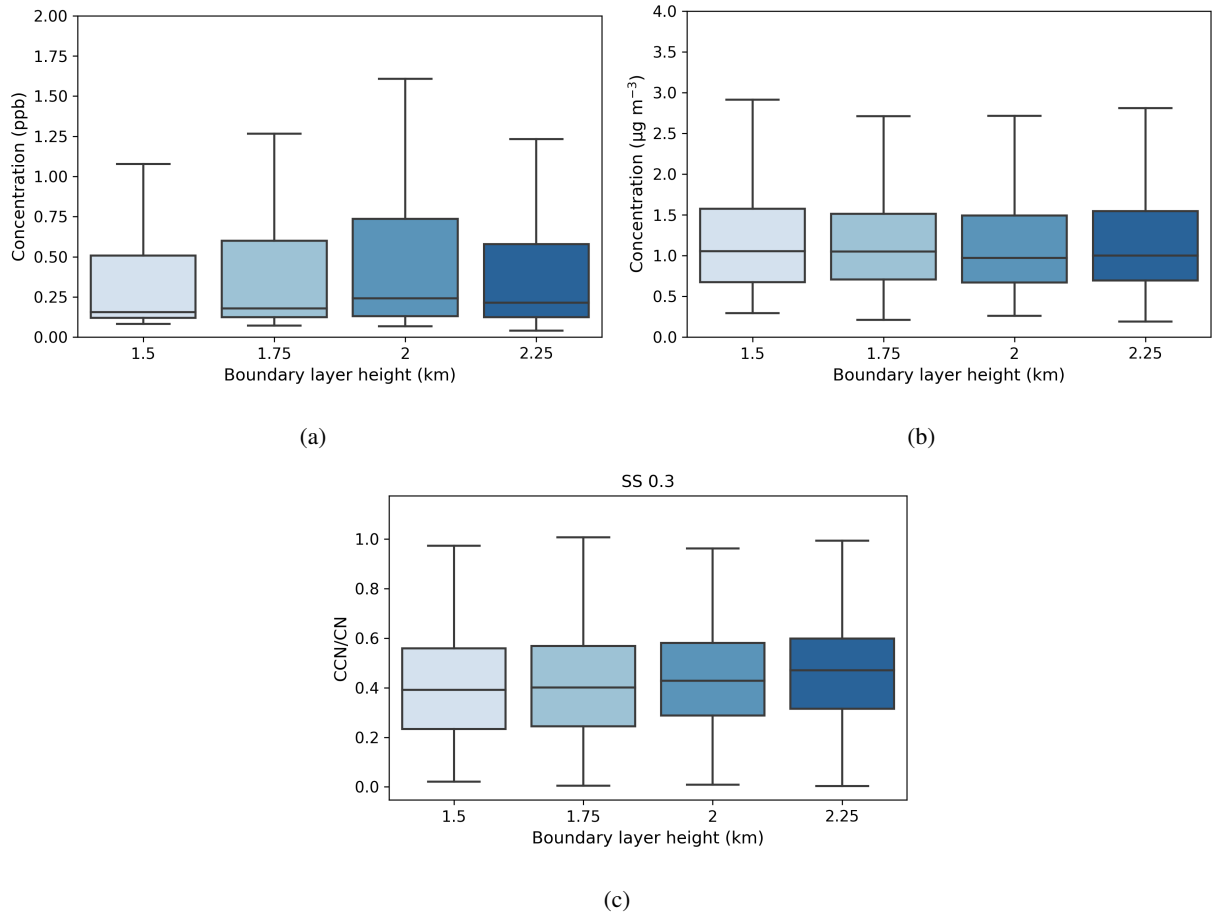 2.00
1.75
1.50
1.25
1.00
0.75
0.50
0.25
0.00
Concentration (ppb)
1.5 1.75 2 2.25
Boundary layer height (km)
(a)
4.0
3.5
3.0
2.5
2.0
1.5
1.0
0.5
0.0
Concentration (µg m⁻³)
1.5 1.75 2 2.25
Boundary layer height (km)
(b)
SS 0.3
1.0
0.8
0.6
0.4
0.2
0.0
CCN/CN
1.5 1.75 2 2.25
Boundary layer height (km)
(c)